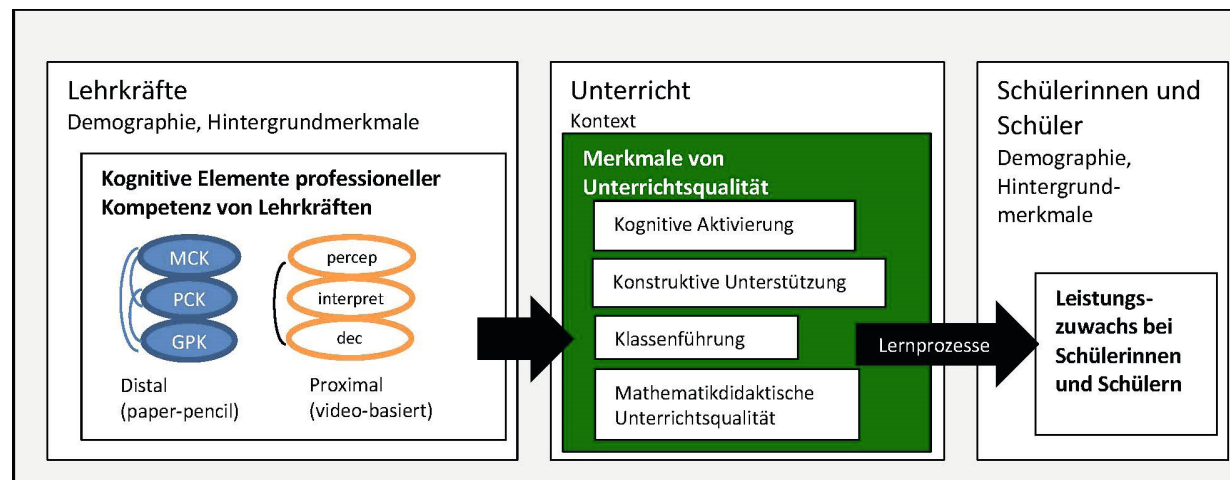 Lehrkräfte
Demographie, Hintergrundmerkmale
Kognitive Elemente professioneller
Kompetenz von Lehrkräften
MCK
PCK
GPK
Distal
(paper-pencil)
percep
interpret
dec
Proximal
(video-basiert)
Unterricht
Kontext
Merkmale von
Unterrichtsqualität
Kognitive Aktivierung
Konstruktive Unterstützung
Klassenführung
Mathematikdidaktische
Unterrichtsqualität
Lernprozesse
Schülerinnen und
Schüler
Demographie,
Hintergrund-
merkmale
Leistungs-
zuwachs bei
Schülerinnen
und Schülern